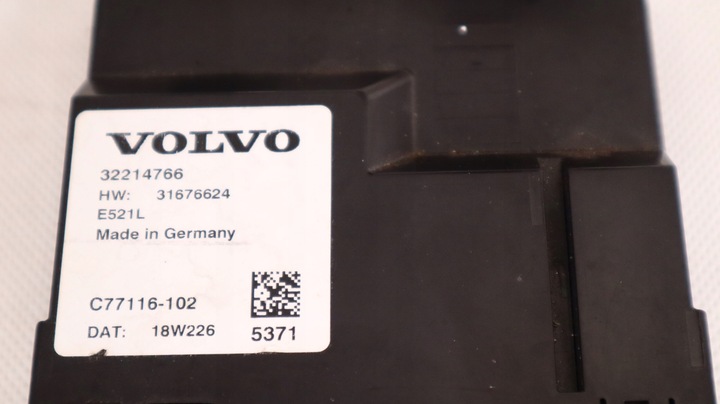 VOLVO
32214766
HW: 31676624
E521L
Made in Germany
C77116-102
DAT: 18W226
5371